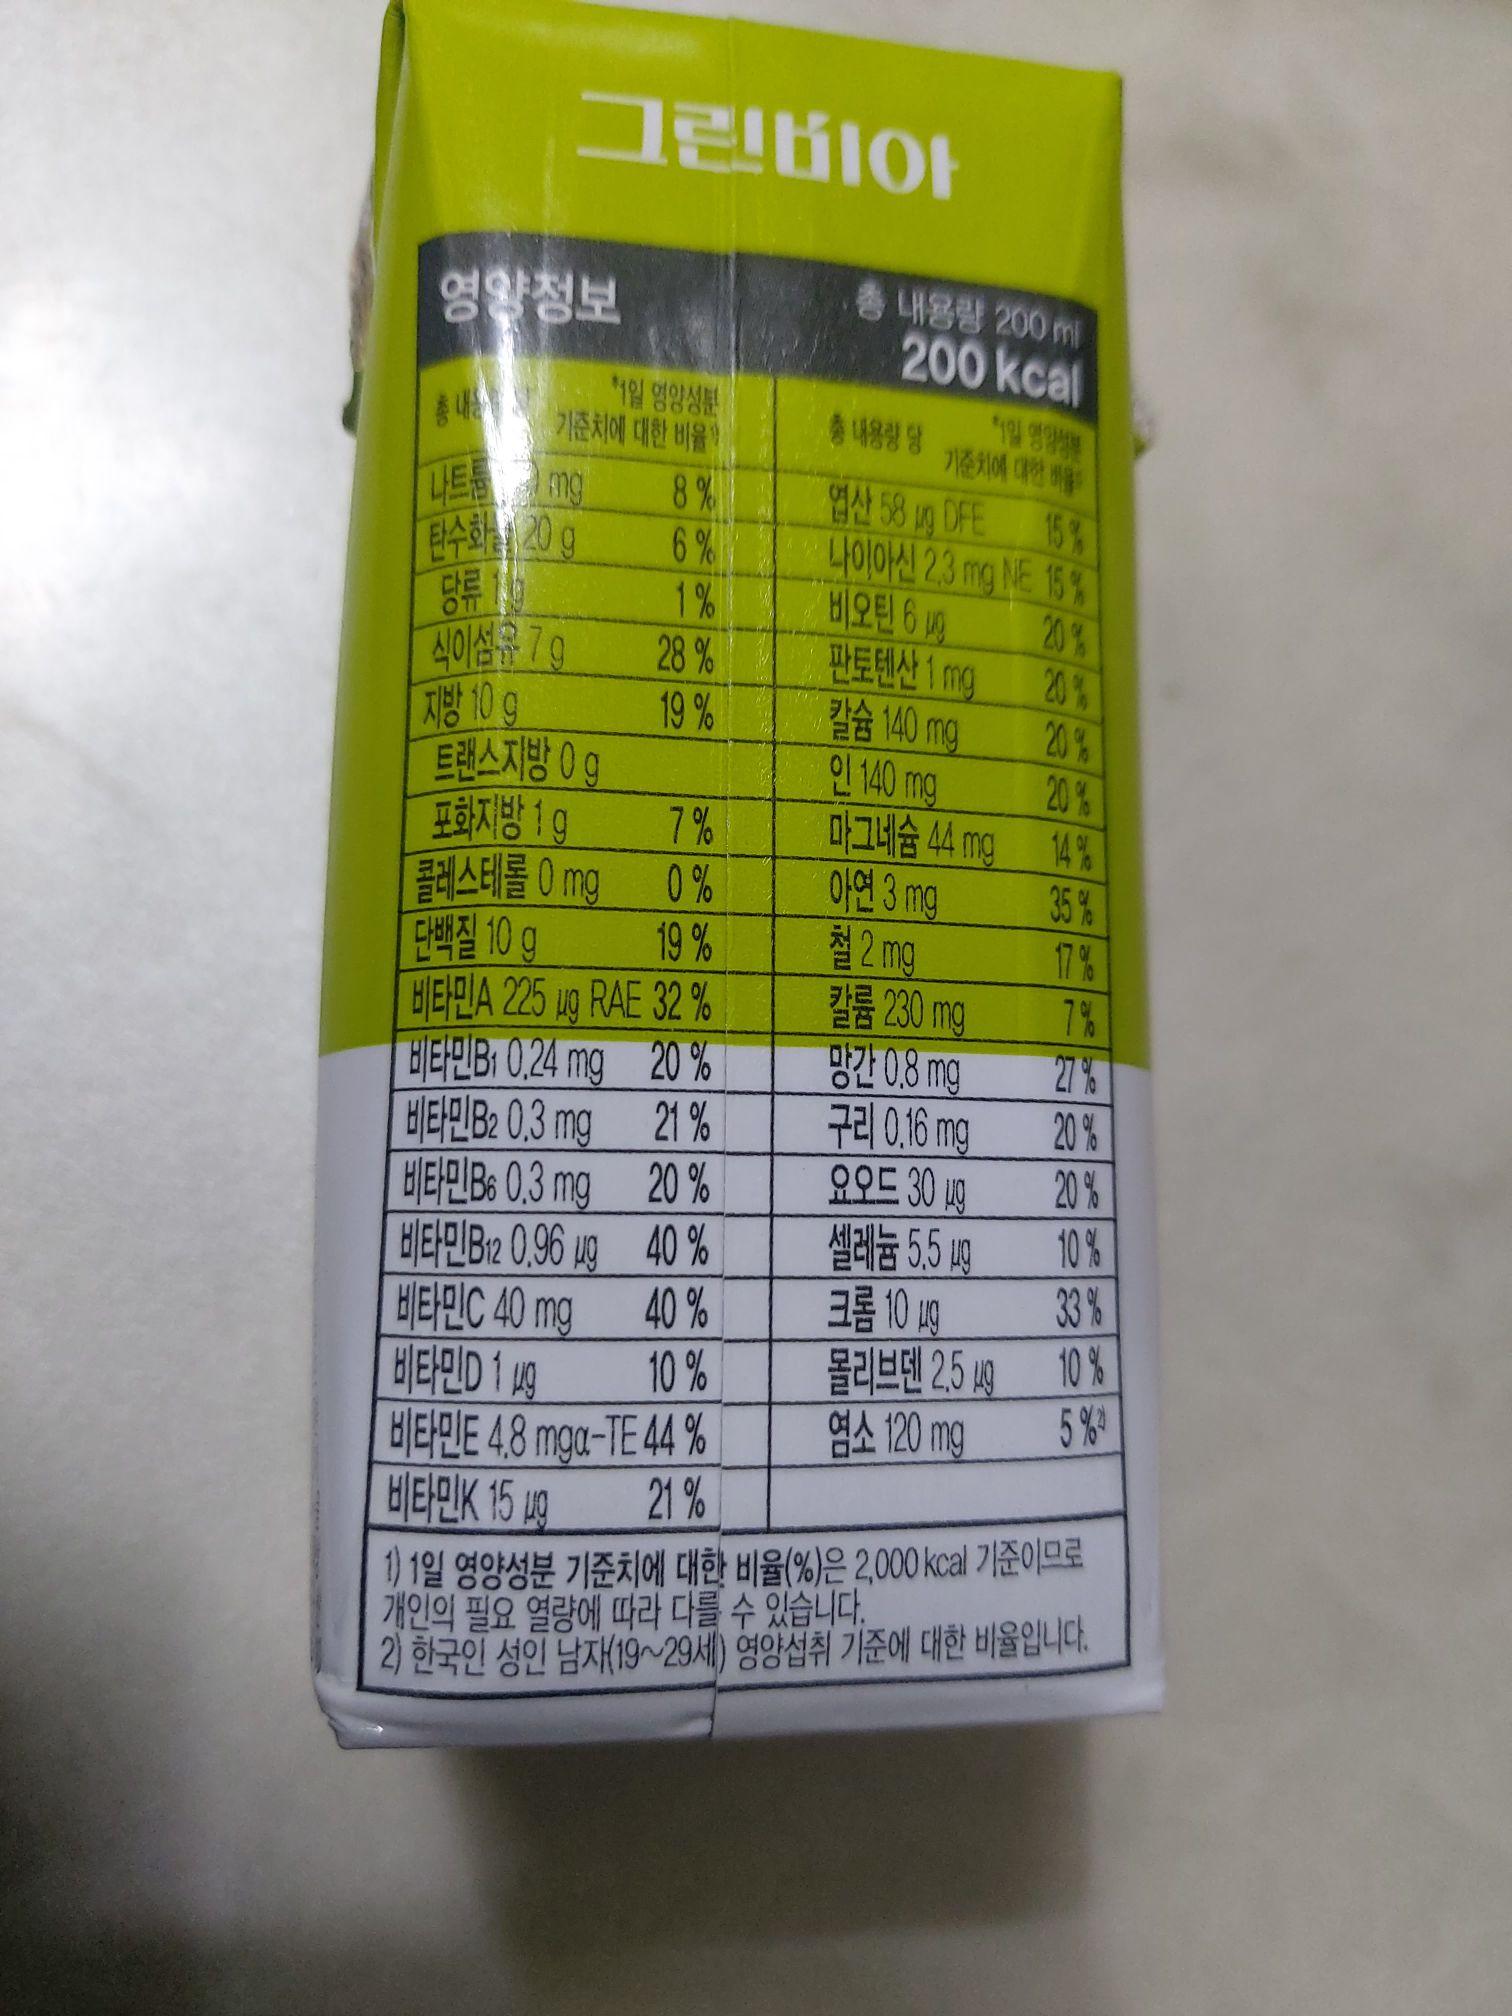 그린비아
영양정보
총 내용량 200 ml
200 kcal
*1일 영양성분
기준치에 대한 비율¹⁾
나트륨 mg 8 %
탄수화물 20 g 6 %
당류 1 g 1 %
식이섬유 7 g 28 %
지방 10 g 19 %
트랜스지방 0 g
포화지방 1 g 7 %
콜레스테롤 0 mg 0 %
단백질 10 g 19 %
비타민A 225 μg RAE 32 %
비타민B₁ 0.24 mg 20 %
비타민B₂ 0.3 mg 21 %
비타민B₆ 0.3 mg 20 %
비타민B₁₂ 0.96 μg 40 %
비타민C 40 mg 40 %
비타민D 1 μg 10 %
비타민E 4.8 mgα-TE 44 %
비타민K 15 μg 21 %
총 내용량 당
*1일 영양성분
기준치에 대한 비율¹⁾
엽산 58 μg DFE 15 %
나이아신 2.3 mg NE 15 %
비오틴 6 μg 20 %
판토텐산 1 mg 20 %
칼슘 140 mg 20 %
인 140 mg 20 %
마그네슘 44 mg 14 %
아연 3 mg 35 %
철 2 mg 17 %
칼륨 230 mg 7 %
망간 0.8 mg 27 %
구리 0.16 mg 20 %
요오드 30 μg 20 %
셀레늄 5.5 μg 10 %
크롬 10 μg 33 %
몰리브덴 2.5 μg 10 %
염소 120 mg 5 %²⁾
1) 1일 영양성분 기준치에 대한 비율(%)은 2,000 kcal 기준이므로
개인의 필요 열량에 따라 다를 수 있습니다.
2) 한국인 성인 남자(19~29세) 영양섭취 기준에 대한 비율입니다.